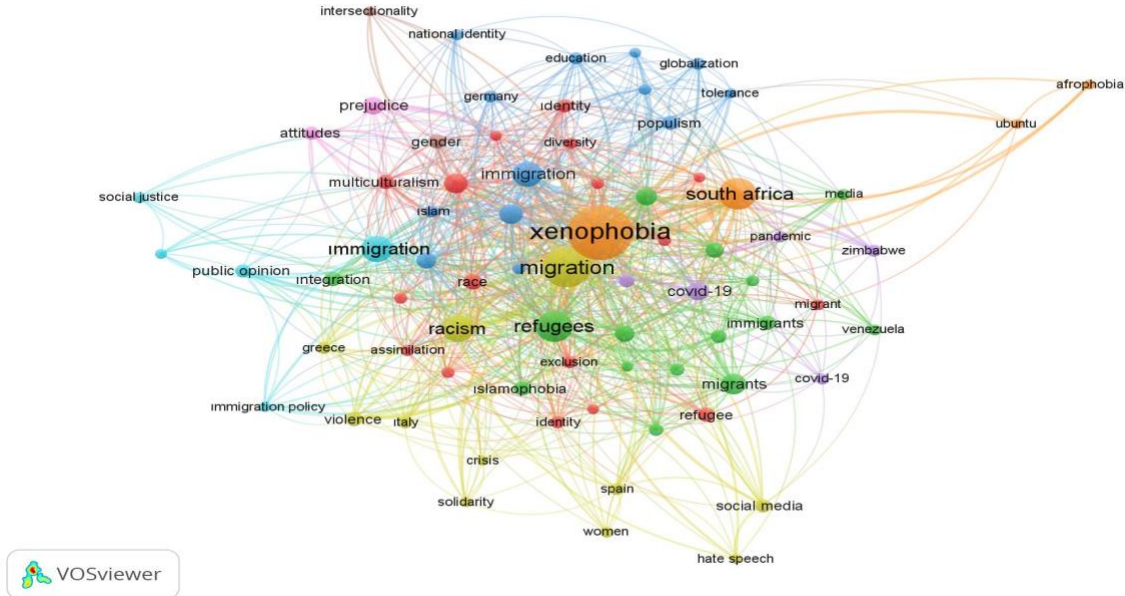 intersectionality
national identity
education
globalization
afrophobia
tolerance
germany
prejudice
identity
populism
ubuntu
attitudes
gender
diversity
immigration
multiculoralism
south africa
media
social justice
islam
xenophobia
pandemic
immigration
zimbabwe
public opinion
integration
migration
race
covid-19
migrant
racism
refugees
immigrants
venezuela
greece
assimilation
exclusion
islamophobia
migrants
covid-19
immigration policy
violence
italy
identity
refugee
crisis
spain
solidarity
social media
women
hate speech
VOSviewer